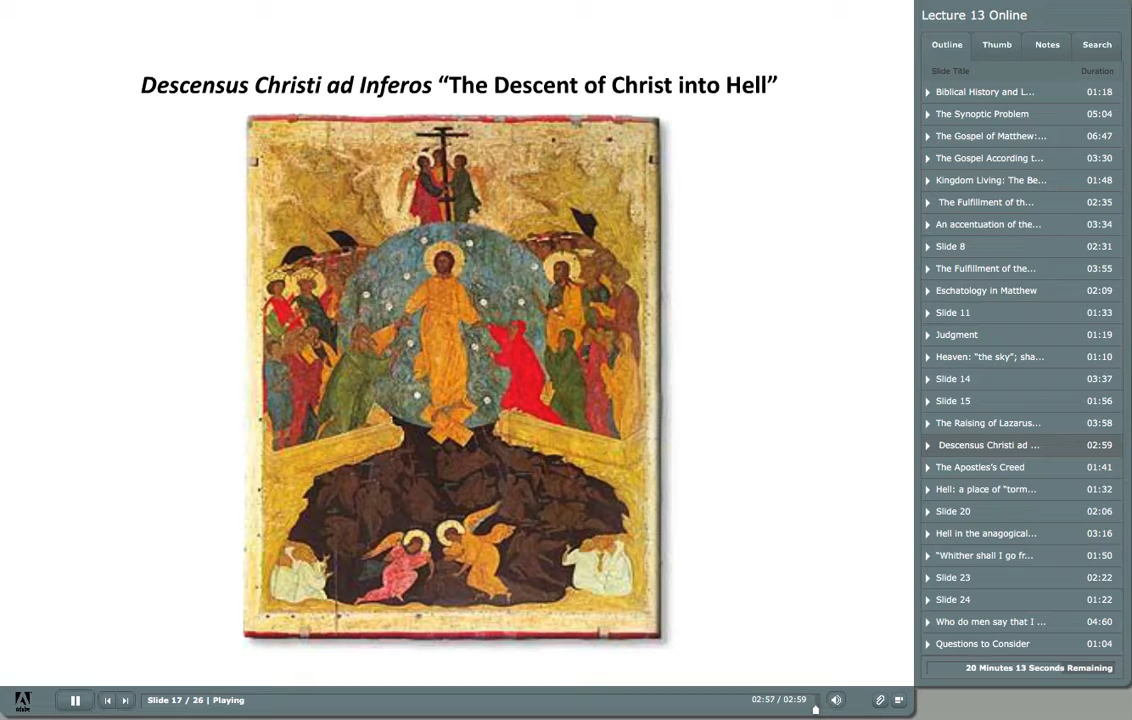 Descensus Christi ad Inferos “The Descent of Christ into Hell”
Lecture 13 Online
Outline Thumb Notes Search
Slide Title Duration
Biblical History and L... 01:18
The Synoptic Problem 05:04
The Gospel of Matthew:... 06:47
The Gospel According t... 03:30
Kingdom Living: The Be... 01:48
The Fulfillment of th... 02:35
An accentuation of the... 03:34
Slide 8 02:31
The Fulfillment of the... 03:55
Eschatology in Matthew 02:09
Slide 11 01:33
Judgment 01:19
Heaven: “the sky”; sha... 01:10
Slide 14 03:37
Slide 15 01:56
The Raising of Lazarus... 03:58
Descensus Christi ad ... 02:59
The Apostles’s Creed 01:41
Hell: a place of “torm... 01:32
Slide 20 02:06
Hell in the anagogical... 03:16
“Whither shall I go fr... 01:50
Slide 23 02:22
Slide 24 01:22
Who do men say that I ... 04:60
Questions to Consider 01:04
20 Minutes 13 Seconds Remaining
Adobe
Slide 17 / 26 | Playing 02:57 / 02:59